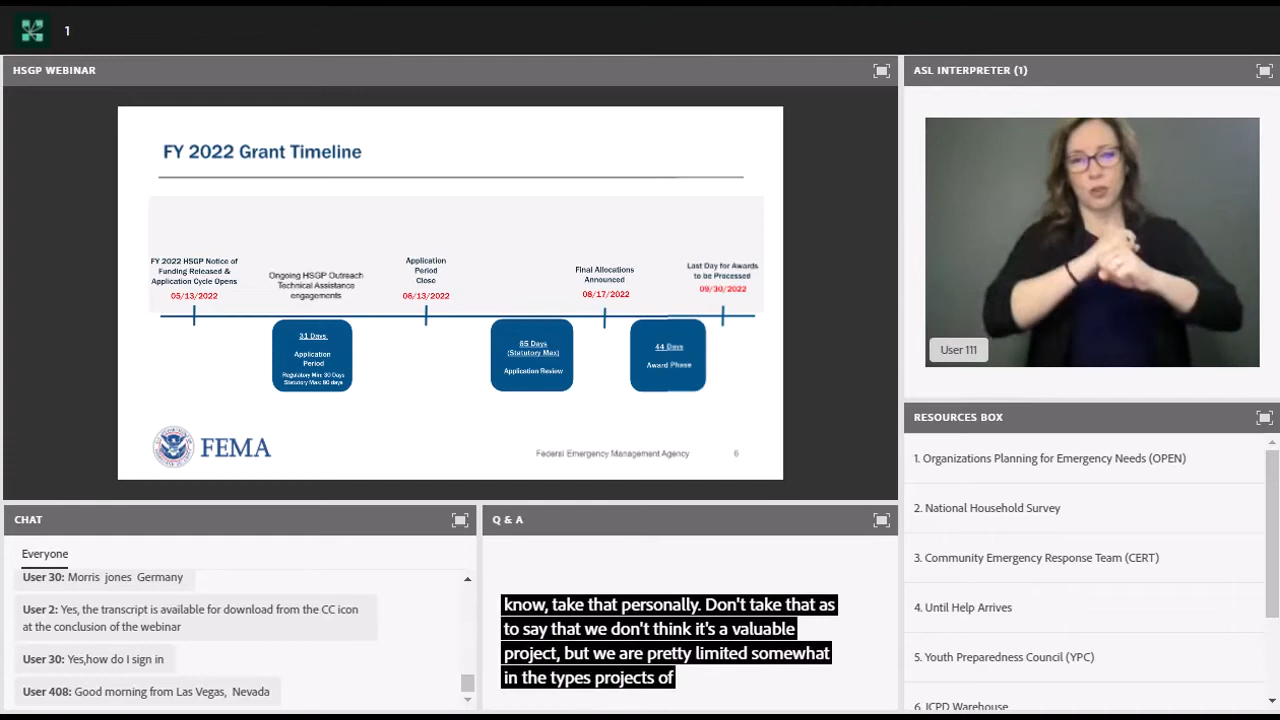 1
HSGP WEBINAR
FY 2022 Grant Timeline
FY 2022 HSGP Notice of
Funding Released &
Application Cycle Opens
05/13/2022
Ongoing HSGP Outreach
Technical Assistance
engagements
Application
Period
Close
06/13/2022
Final Allocations
Announced
08/17/2022
Last Day for Awards
to be Processed
09/30/2022
31 Days
Application
Period
Regulatory Min: 30 Days
Statutory Max: 80 days
65 Days
(Statutory Max)
Application Review
44 Days
Award Phase
FEMA
Federal Emergency Management Agency
6
ASL INTERPRETER (1)
User 111
RESOURCES BOX
1. Organizations Planning for Emergency Needs (OPEN)
2. National Household Survey
3. Community Emergency Response Team (CERT)
4. Until Help Arrives
5. Youth Preparedness Council (YPC)
6. ICPD Warehouse
CHAT
Everyone
User 30: Morris jones Germany
User 2: Yes, the transcript is available for download from the CC icon
at the conclusion of the webinar
User 30: Yes,how do I sign in
User 408: Good morning from Las Vegas, Nevada
Q & A
know, take that personally. Don't take that as
to say that we don't think it's a valuable
project, but we are pretty limited somewhat
in the types projects of